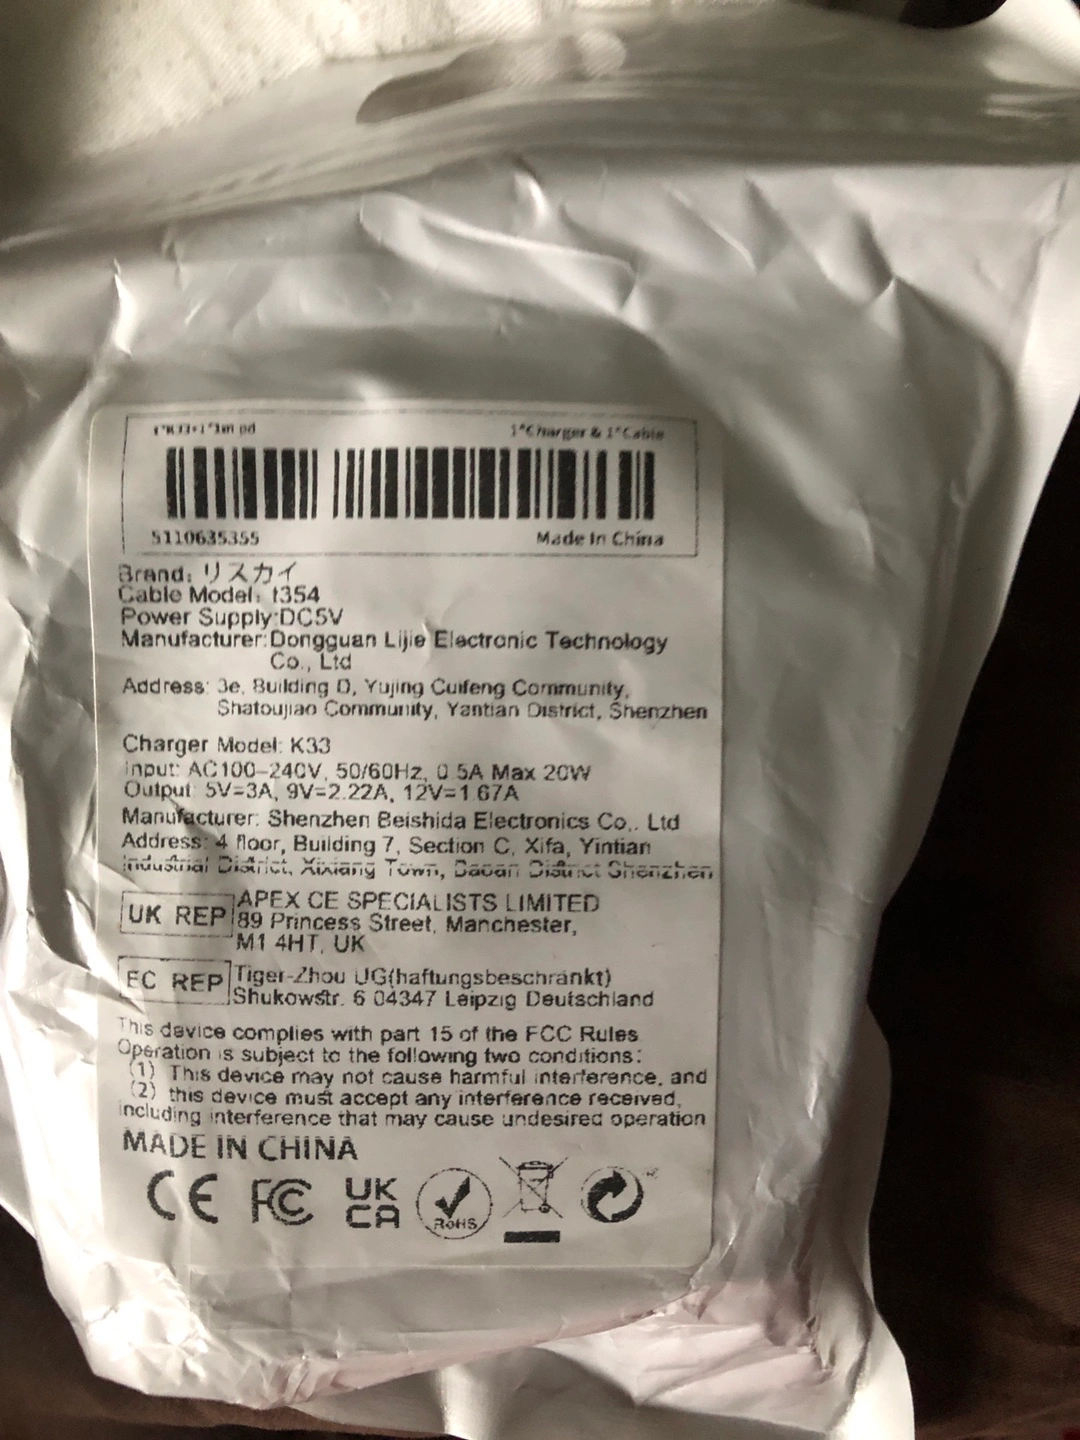 1*K33+1*1m pd
1*Charger & 1*Cable
5110635355
Made In China
Brand: リスカイ
Cable Model: t354
Power Supply:DC5V
Manufacturer:Dongguan Lijie Electronic Technology
Co., Ltd
Address: 3e, Building D, Yujing Cuifeng Community,
Shatoujiao Community, Yantian District, Shenzhen
Charger Model: K33
Input: AC100-240V, 50/60Hz, 0.5A Max 20W
Output: 5V=3A, 9V=2.22A, 12V=1.67A
Manufacturer: Shenzhen Beishida Electronics Co., Ltd
Address: 4 floor, Building 7, Section C, Xifa, Yintian
Industrial District, Xixiang Town, Baoan District Shenzhen
UK REP
APEX CE SPECIALISTS LIMITED
89 Princess Street, Manchester,
M1 4HT, UK
EC REP
Tiger-Zhou UG(haftungsbeschränkt)
Shukowstr. 6 04347 Leipzig Deutschland
This device complies with part 15 of the FCC Rules
Operation is subject to the following two conditions:
(1) This device may not cause harmful interference, and
(2) this device must accept any interference received,
including interference that may cause undesired operation
MADE IN CHINA
CE FC UK
CA RoHS